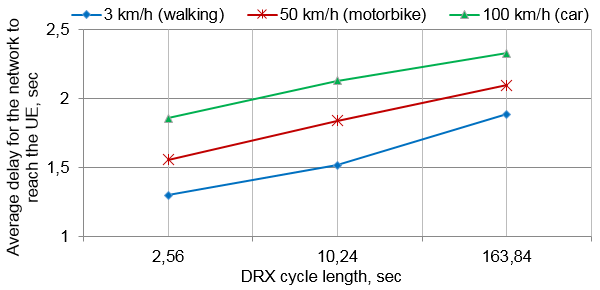 3 km/h (walking) 50 km/h (motorbike) 100 km/h (car)
Average delay for the network to
reach the UE, sec
2,5
2
1,5
1
2,56 10,24 163,84
DRX cycle length, sec